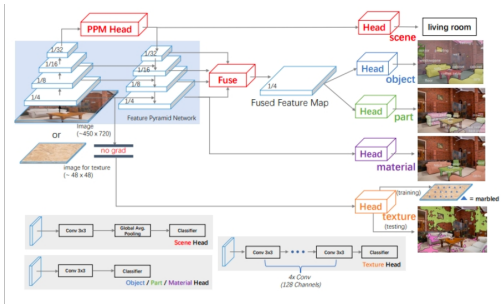 PPM Head
Head
scene
living room
1/32
1/32
1/16
1/16
1/8
1/8
1/4
1/4
Fuse
1/4
Fused Feature Map
Head
object
Head
part
Feature Pyramid Network
Image
(~450 x 720)
or
no grad
image for texture
(~ 48 x 48)
Head
material
Head
texture
(training)
(testing)
= marbled
Conv 3x3
Global Avg.
Pooling
Classifier
Scene Head
Conv 3x3
Classifier
Object / Part / Material Head
Conv 3x3
Conv 3x3
Classifier
4x Conv
(128 Channels)
Texture Head